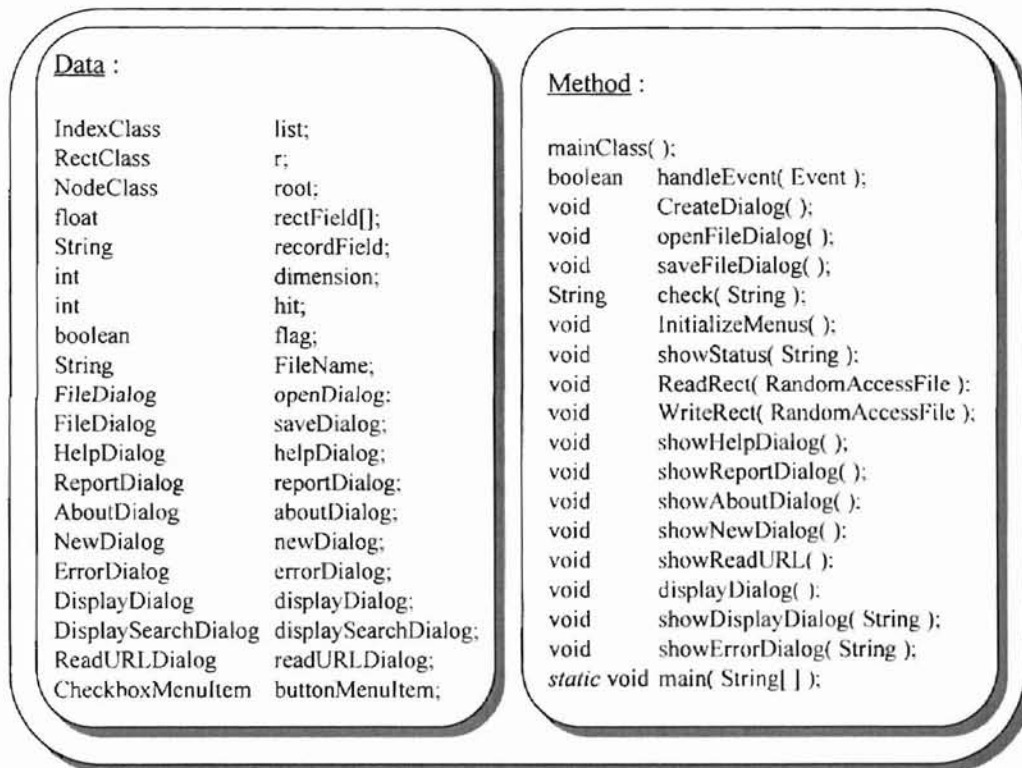 Data :
IndexClass list;
RectClass r;
NodeClass root;
float rectField[];
String recordField;
int dimension;
int hit;
boolean flag;
String FileName;
FileDialog openDialog:
FileDialog saveDialog;
HelpDialog helpDialog;
ReportDialog reportDialog;
AboutDialog aboutDialog;
NewDialog newDialog;
ErrorDialog errorDialog;
DisplayDialog displayDialog;
DisplaySearchDialog displaySearchDialog;
ReadURLDialog readURLDialog;
CheckboxMenuItem buttonMenuItem;
Method :
mainClass( );
boolean handleEvent( Event );
void CreateDialog( );
void openFileDialog( );
void saveFileDialog( );
String check( String );
void InitializeMenus( );
void showStatus( String );
void ReadRect( RandomAccessFile ):
void WriteRect( RandomAccessFile );
void showHelpDialog( );
void showReportDialog( );
void showAboutDialog( ):
void showNewDialog( ):
void showReadURL( ):
void displayDialog( ):
void showDisplayDialog( String );
void showErrorDialog( String );
static void main( String[ ] );